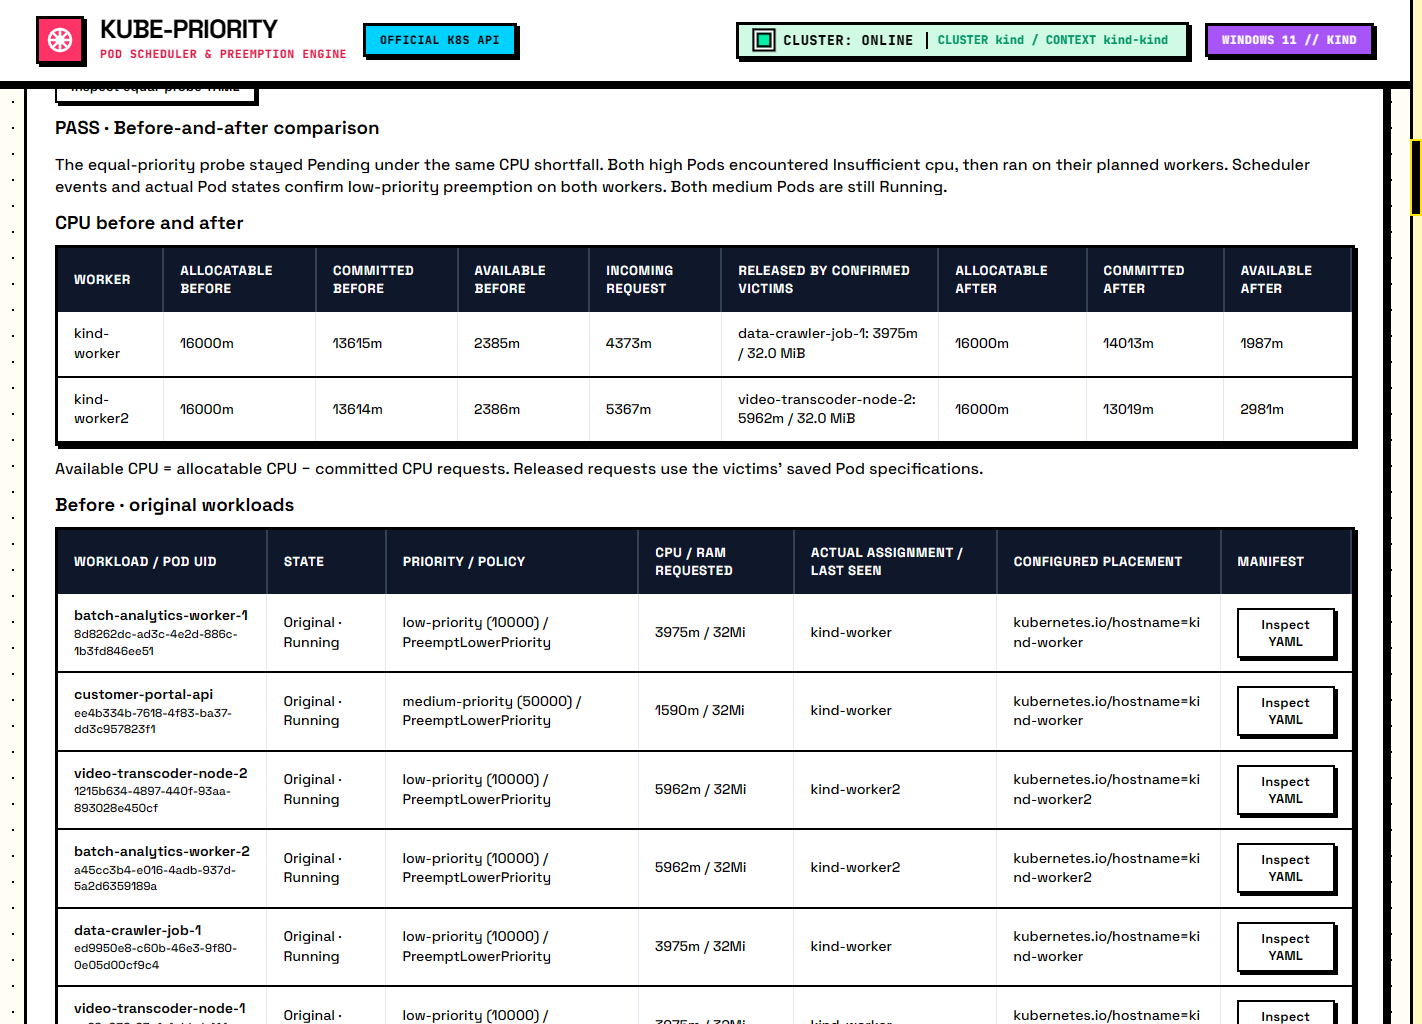 KUBE-PRIORITY
POD SCHEDULER & PREEMPTION ENGINE
OFFICIAL K8S API
CLUSTER: ONLINE
CLUSTER kind / CONTEXT kind-kind
WINDOWS 11 // KIND
PASS · Before-and-after comparison
The equal-priority probe stayed Pending under the same CPU shortfall. Both high Pods encountered Insufficient cpu, then ran on their planned workers. Scheduler
events and actual Pod states confirm low-priority preemption on both workers. Both medium Pods are still Running.
CPU before and after
WORKER
ALLOCATABLE
BEFORE
COMMITTED
BEFORE
AVAILABLE
BEFORE
INCOMING
REQUEST
RELEASED BY CONFIRMED
VICTIMS
ALLOCATABLE
AFTER
COMMITTED
AFTER
AVAILABLE
AFTER
kind-
worker
16000m
13615m
2385m
4373m
data-crawler-job-1: 3975m
/ 32.0 MiB
16000m
14013m
1987m
kind-
worker2
16000m
13614m
2386m
5367m
video-transcoder-node-2:
5962m / 32.0 MiB
16000m
13019m
2981m
Available CPU = allocatable CPU − committed CPU requests. Released requests use the victims’ saved Pod specifications.
Before · original workloads
WORKLOAD / POD UID
STATE
PRIORITY / POLICY
CPU / RAM
REQUESTED
ACTUAL ASSIGNMENT /
LAST SEEN
CONFIGURED PLACEMENT
MANIFEST
batch-analytics-worker-1
8d8262dc-ad3c-4e2d-886c-
1b3fd846ee51
Original ·
Running
low-priority (10000) /
PreemptLowerPriority
3975m / 32Mi
kind-worker
kubernetes.io/hostname=ki
nd-worker
Inspect
YAML
customer-portal-api
ee4b334b-7618-4f83-ba37-
dd3c957823f1
Original ·
Running
medium-priority (50000) /
PreemptLowerPriority
1590m / 32Mi
kind-worker
kubernetes.io/hostname=ki
nd-worker
Inspect
YAML
video-transcoder-node-2
1215b634-4897-440f-93aa-
893028e450cf
Original ·
Running
low-priority (10000) /
PreemptLowerPriority
5962m / 32Mi
kind-worker2
kubernetes.io/hostname=ki
nd-worker2
Inspect
YAML
batch-analytics-worker-2
a45cc3b4-e016-4adb-937d-
5a2d6359189a
Original ·
Running
low-priority (10000) /
PreemptLowerPriority
5962m / 32Mi
kind-worker2
kubernetes.io/hostname=ki
nd-worker2
Inspect
YAML
data-crawler-job-1
ed9950e8-c60b-46e3-9f80-
0e05d00cf9c4
Original ·
Running
low-priority (10000) /
PreemptLowerPriority
3975m / 32Mi
kind-worker
kubernetes.io/hostname=ki
nd-worker
Inspect
YAML
video-transcoder-node-1
Original ·
low-priority (10000) /
kubernetes.io/hostname=ki
Inspect